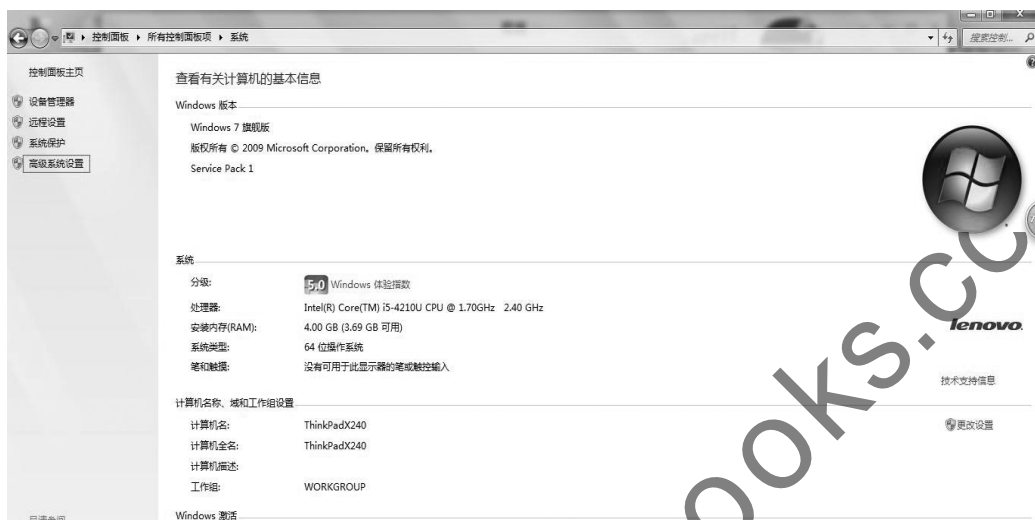 控制面板 ▸ 所有控制面板项 ▸ 系统
搜索控制...
控制面板主页
设备管理器
远程设置
系统保护
高级系统设置
查看有关计算机的基本信息
Windows 版本
Windows 7 旗舰版
版权所有 © 2009 Microsoft Corporation。保留所有权利。
Service Pack 1
系统
分级: 5.0 Windows 体验指数
处理器: Intel(R) Core(TM) i5-4210U CPU @ 1.70GHz 2.40 GHz
安装内存(RAM): 4.00 GB (3.69 GB 可用)
系统类型: 64 位操作系统
笔和触摸: 没有可用于此显示器的笔或触控输入
lenovo.
技术支持信息
计算机名称、域和工作组设置
计算机名: ThinkPadX240
更改设置
计算机全名: ThinkPadX240
计算机描述:
工作组: WORKGROUP
Windows 激活
ooks.cc